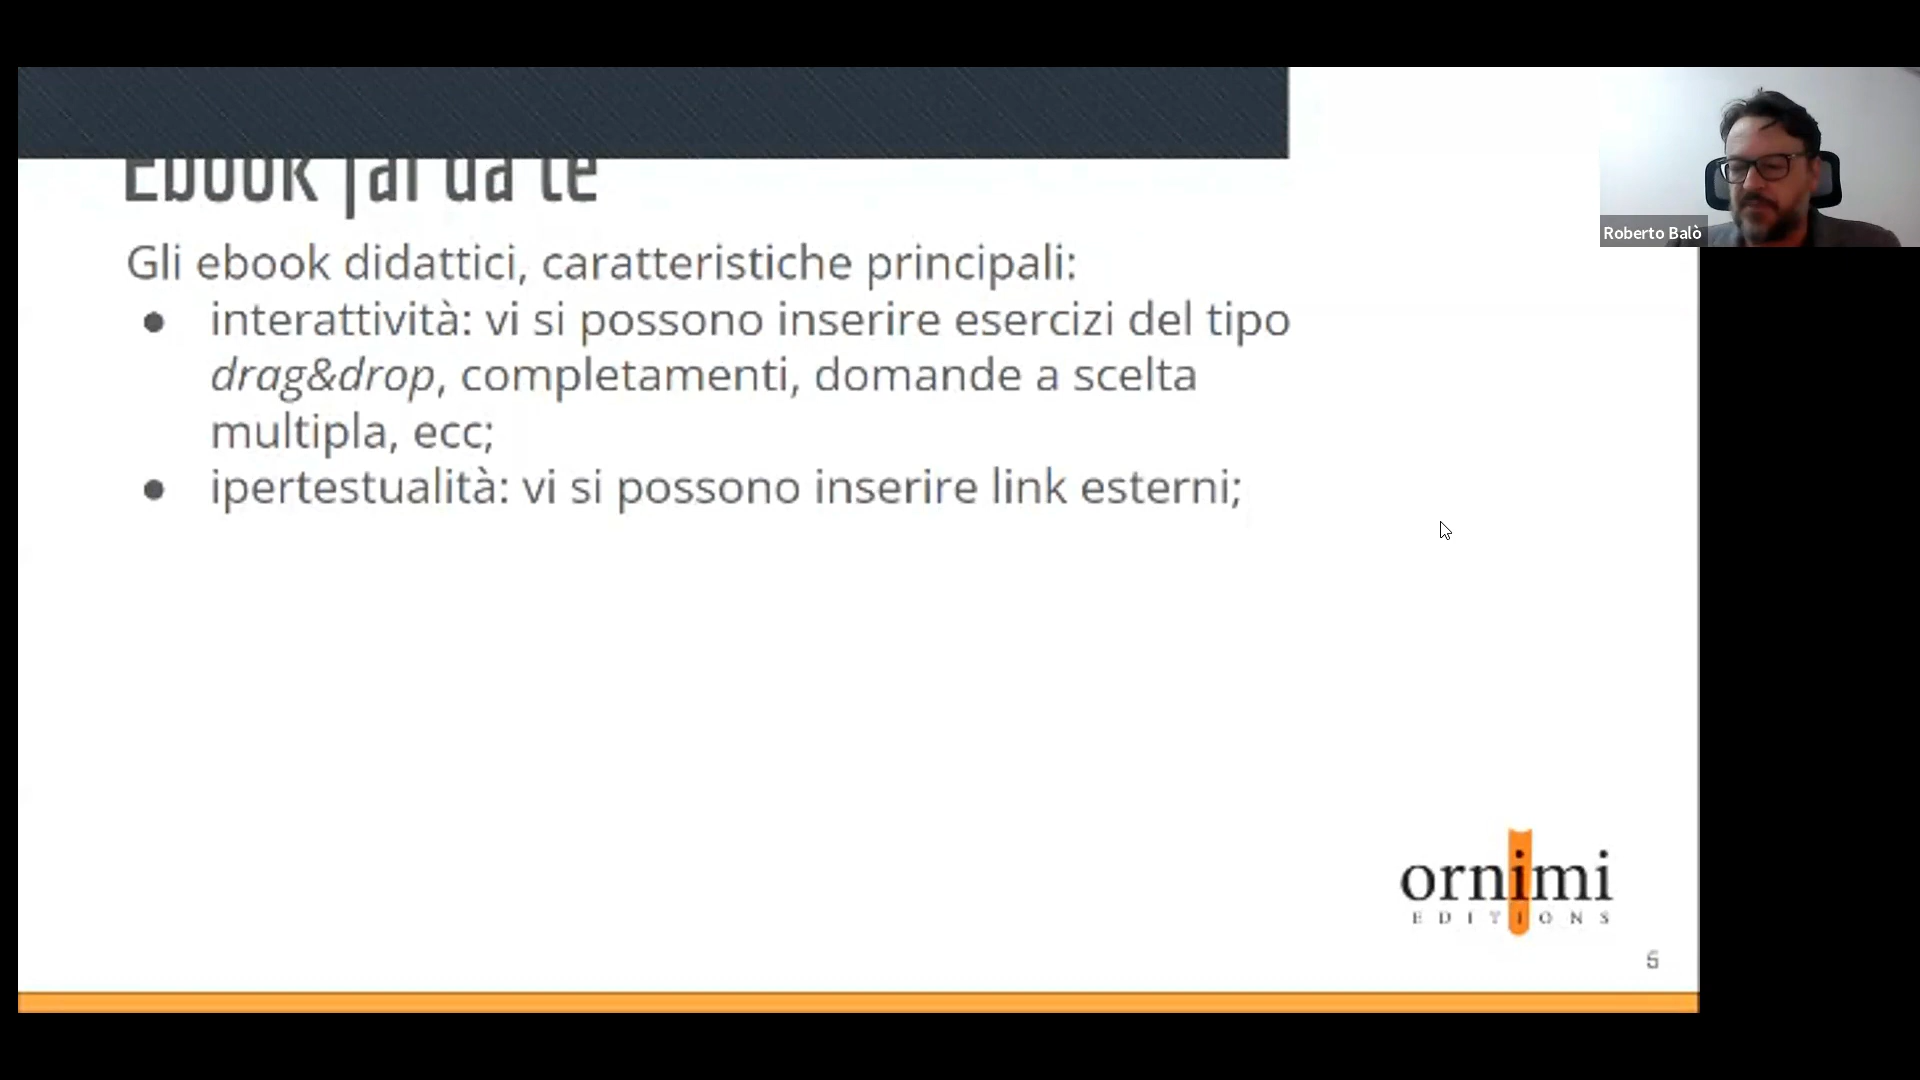 Ebook fai da te
Roberto Balò
Gli ebook didattici, caratteristiche principali:
● interattività: vi si possono inserire esercizi del tipo
drag&drop, completamenti, domande a scelta
multipla, ecc;
● ipertestualità: vi si possono inserire link esterni;
ornimi
EDITIONS
5